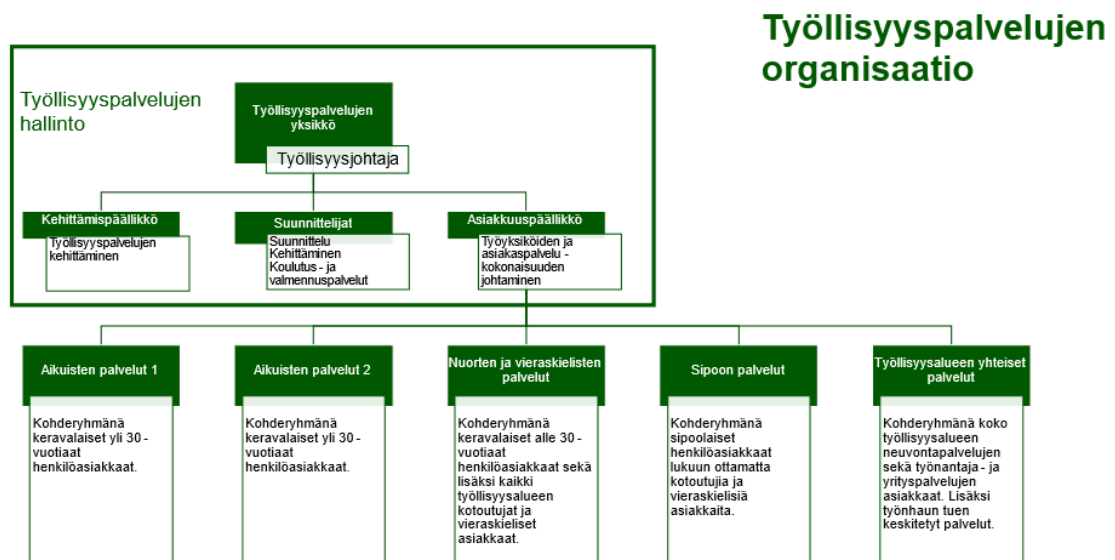 Työllisyyspalvelujen
organisaatio
Työllisyyspalvelujen
hallinto
Työllisyyspalvelujen
yksikkö
Työllisyysjohtaja
Kehittämispäällikkö
Työllisyyspalvelujen
kehittäminen
Suunnittelijat
Suunnittelu
Kehittäminen
Koulutus - ja
valmennuspalvelut
Asiakkuuspäällikkö
Työyksiköiden ja
asiakaspalvelu -
kokonaisuuden
johtaminen
Aikuisten palvelut 1
Kohderyhmänä
keravalaiset yli 30 -
vuotiaat
henkilöasiakkaat.
Aikuisten palvelut 2
Kohderyhmänä
keravalaiset yli 30 -
vuotiaat
henkilöasiakkaat.
Nuorten ja vieraskielisten
palvelut
Kohderyhmänä
keravalaiset alle 30 -
vuotiaat
henkilöasiakkaat sekä
lisäksi kaikki
työllisyysalueen
kotoutujat ja
vieraskieliset
asiakkaat.
Sipoon palvelut
Kohderyhmänä
sipoolaiset
henkilöasiakkaat
lukuun ottamatta
kotoutujia ja
vieraskielisiä
asiakkaita.
Työllisyysalueen yhteiset
palvelut
Kohderyhmänä koko
työllisyysalueen
neuvontapalvelujen
sekä työnantaja - ja
yrityspalvelujen
asiakkaat. Lisäksi
työnhaun tuen
keskitetyt palvelut.